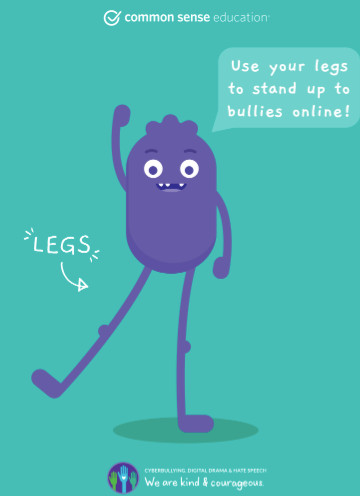 common sense education
Use your legs
to stand up to
bullies online!
LEGS
CYBERBULLYING, DIGITAL DRAMA & HATE SPEECH
We are kind & courageous.